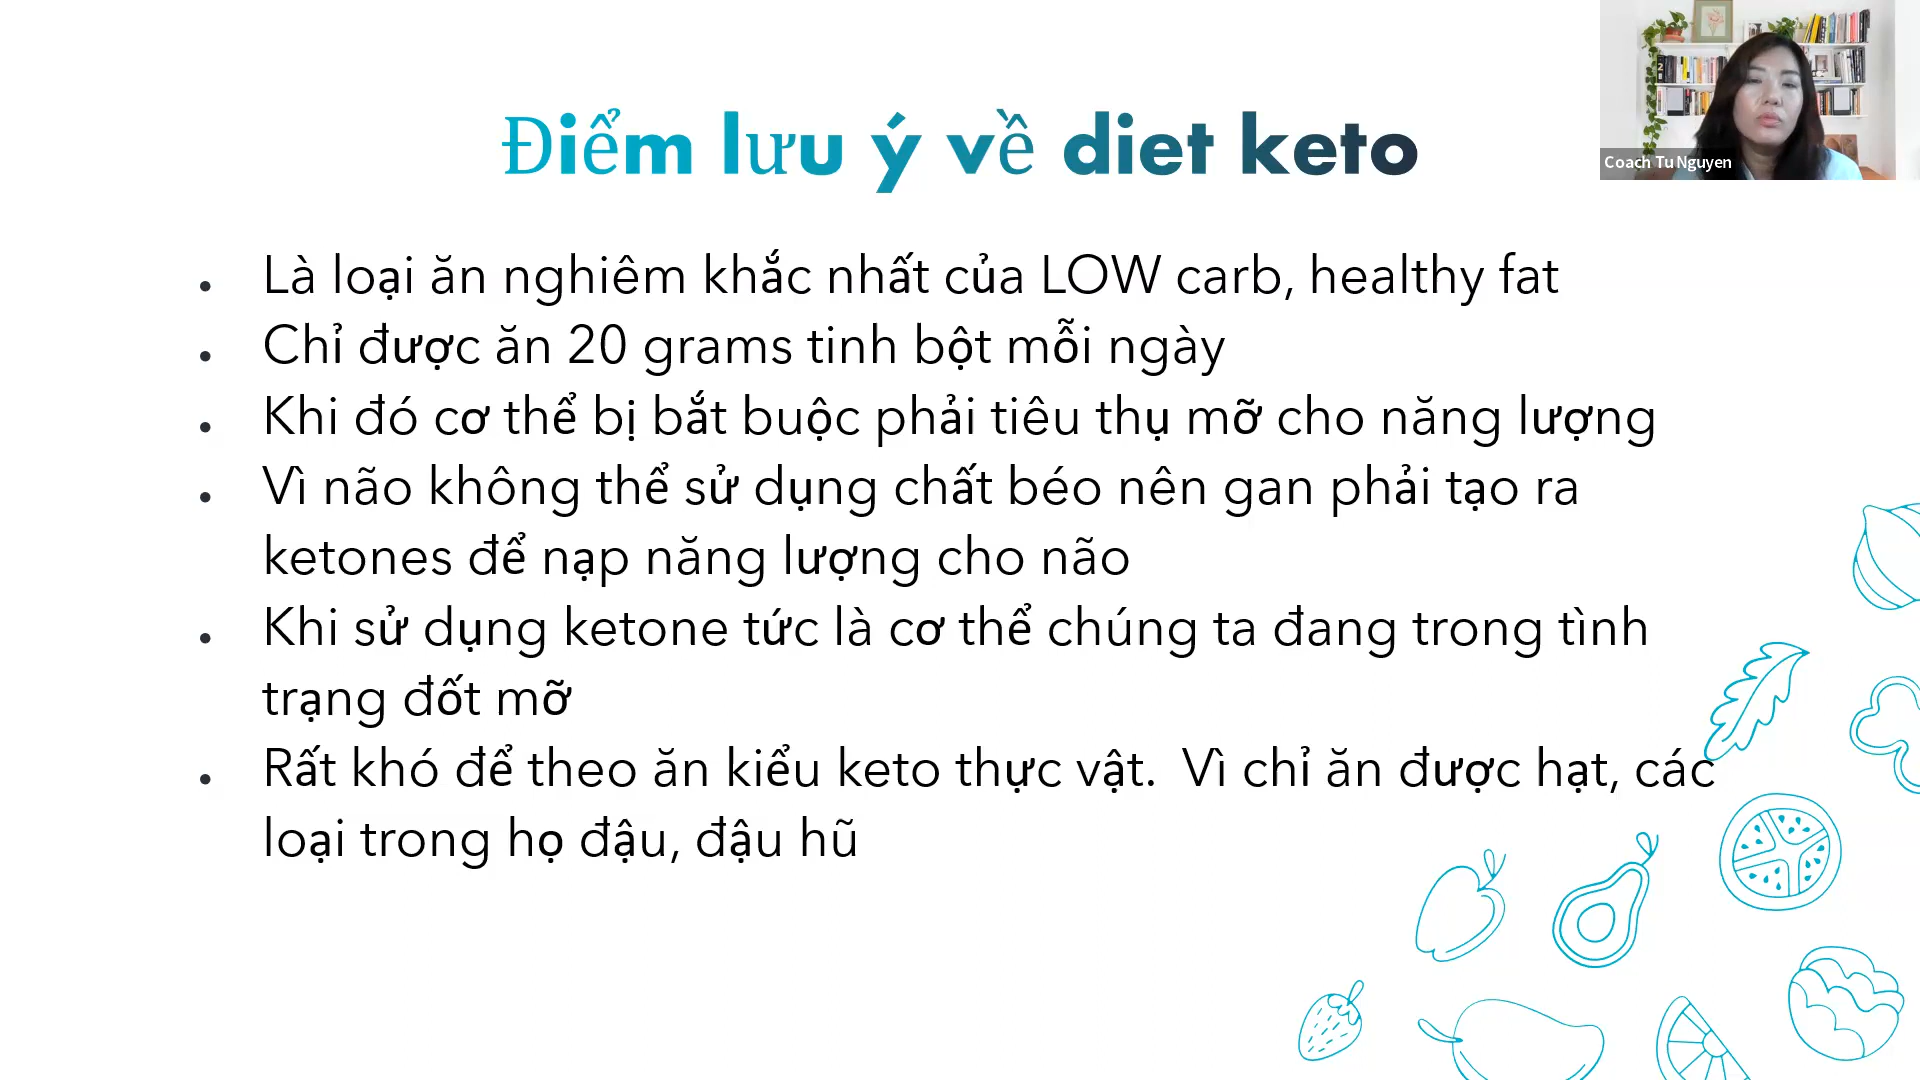 Điểm lưu ý về diet keto
Coach Tu Nguyen
Là loại ăn nghiêm khắc nhất của LOW carb, healthy fat
Chỉ được ăn 20 grams tinh bột mỗi ngày
Khi đó cơ thể bị bắt buộc phải tiêu thụ mỡ cho năng lượng
Vì não không thể sử dụng chất béo nên gan phải tạo ra
ketones để nạp năng lượng cho não
Khi sử dụng ketone tức là cơ thể chúng ta đang trong tình
trạng đốt mỡ
Rất khó để theo ăn kiểu keto thực vật. Vì chỉ ăn được hạt, các
loại trong họ đậu, đậu hũ